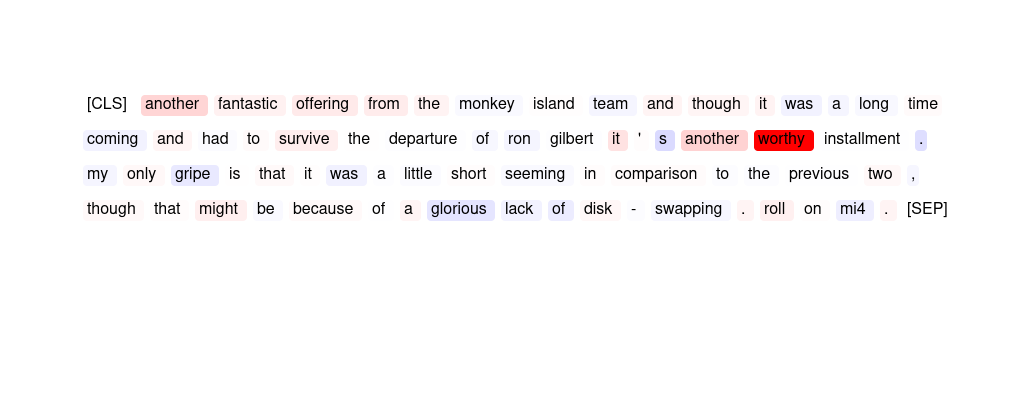 [CLS] another fantastic offering from the monkey island team and though it was a long time
coming and had to survive the departure of ron gilbert it ' s another worthy installment .
my only gripe is that it was a little short seeming in comparison to the previous two ,
though that might be because of a glorious lack of disk - swapping . roll on mi4 . [SEP]